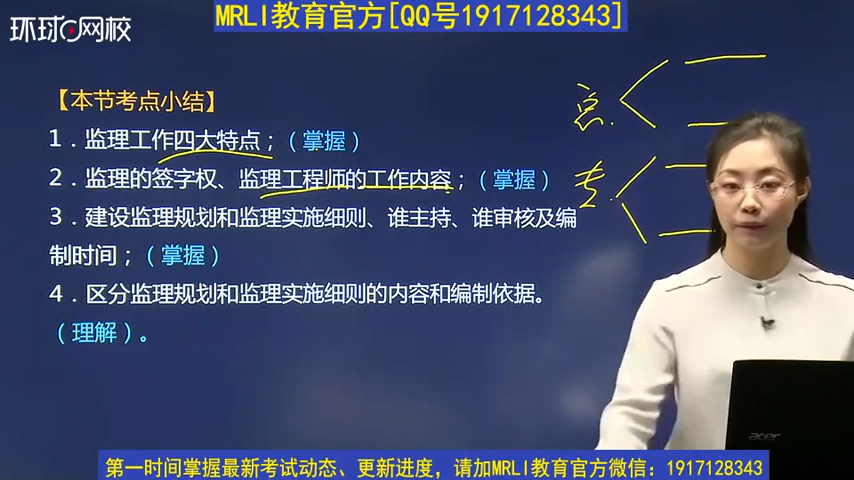 MRLI教育官方[QQ号1917128343]
环球网校
【本节考点小结】
1．监理工作四大特点；（掌握）
2．监理的签字权、监理工程师的工作内容；（掌握）
3．建设监理规划和监理实施细则、谁主持、谁审核及编
制时间；（掌握）
4．区分监理规划和监理实施细则的内容和编制依据。
（理解）。
总
专
acer
第一时间掌握最新考试动态、更新进度，请加MRLI教育官方微信：1917128343